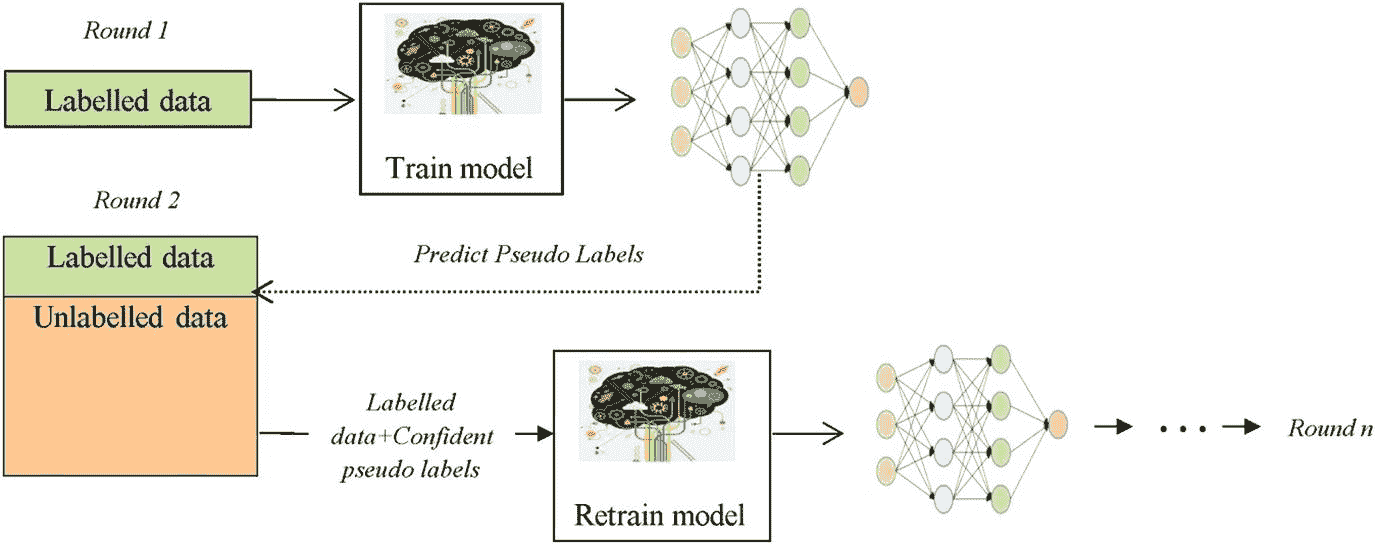 Round 1
Labelled data
Train model
Round 2
Labelled data
Predict Pseudo Labels
Unlabelled data
Labelled
data+Confident
pseudo labels
Retrain model
Round n